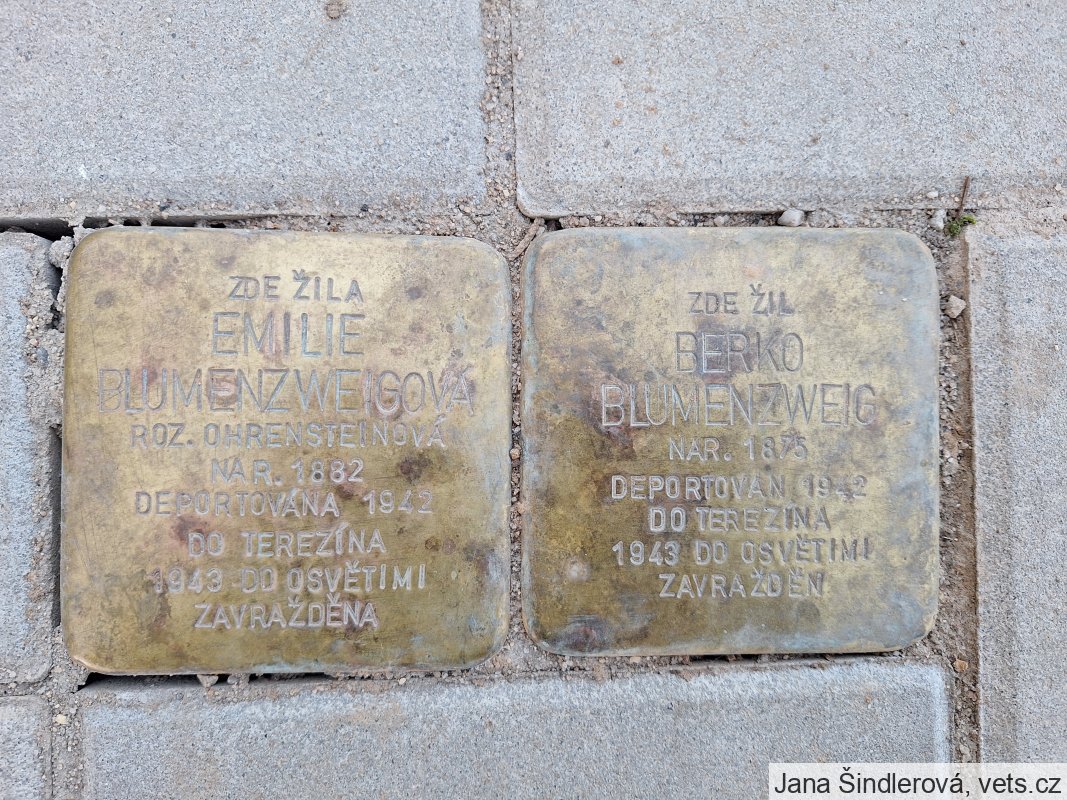 ZDE ŽILA
EMILIE
BLUMENZWEIGOVÁ
ROZ. OHRENSTEINOVÁ
NAR. 1882
DEPORTOVÁNA 1942
DO TEREZÍNA
1943 DO OSVĚTIMI
ZAVRAŽDĚNA
ZDE ŽIL
BERKO
BLUMENZWEIG
NAR. 1875
DEPORTOVÁN 1942
DO TEREZÍNA
1943 DO OSVĚTIMI
ZAVRAŽDĚN
Jana Šindlerová, vets.cz